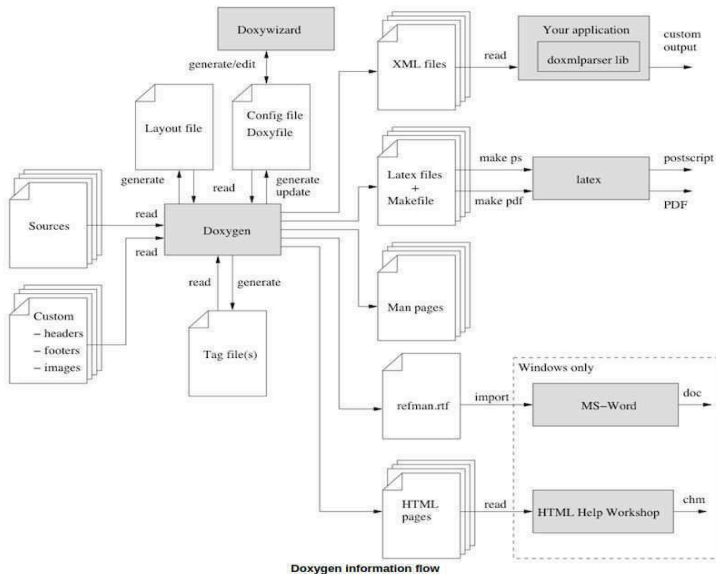 Doxywizard
generate/edit
Layout file
Config file
Doxyfile
generate
read
generate
update
Sources
read
Doxygen
read
Custom
– headers
– footers
– images
read
generate
Tag file(s)
XML files
read
Your application
doxmlparser lib
custom
output
Latex files
+
Makefile
make ps
make pdf
latex
postscript
PDF
Man pages
refman.rtf
import
Windows only
MS–Word
doc
HTML
pages
read
HTML Help Workshop
chm
Doxygen information flow